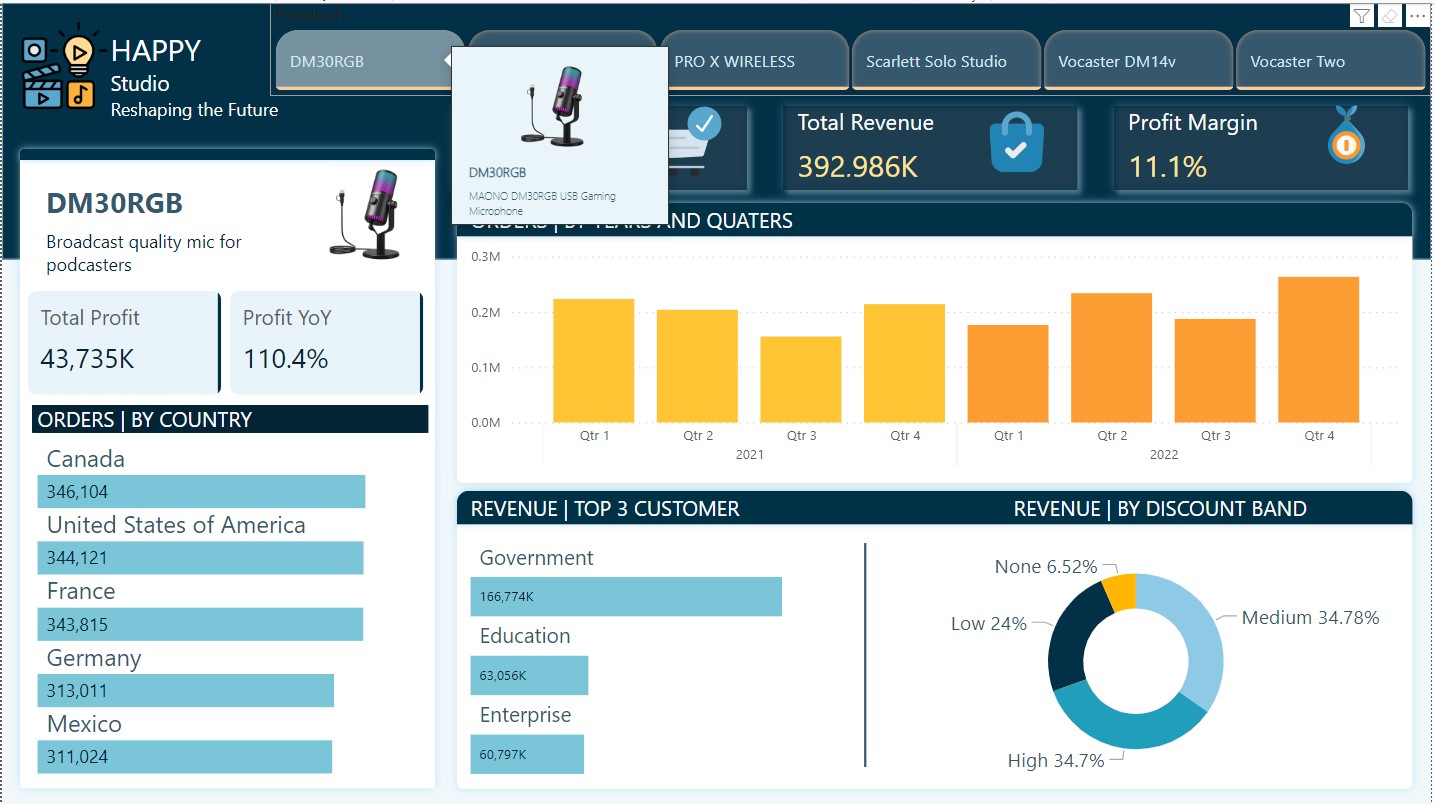 Product
HAPPY
Studio
Reshaping the Future
DM30RGB
PRO X WIRELESS
Scarlett Solo Studio
Vocaster DM14v
Vocaster Two
DM30RGB
MAONO DM30RGB USB Gaming
Microphone
Total Revenue
392.986K
Profit Margin
11.1%
DM30RGB
Broadcast quality mic for
podcasters
Total Profit
43,735K
Profit YoY
110.4%
ORDERS | BY COUNTRY
Canada
346,104
United States of America
344,121
France
343,815
Germany
313,011
Mexico
311,024
ORDERS | BY YEARS AND QUATERS
0.3M
0.2M
0.1M
0.0M
Qtr 1
Qtr 2
Qtr 3
Qtr 4
Qtr 1
Qtr 2
Qtr 3
Qtr 4
2021
2022
REVENUE | TOP 3 CUSTOMER
Government
166,774K
Education
63,056K
Enterprise
60,797K
REVENUE | BY DISCOUNT BAND
None 6.52%
Low 24%
Medium 34.78%
High 34.7%